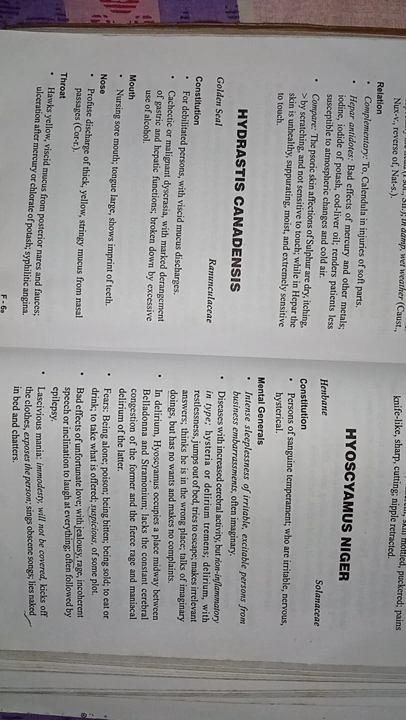 Nux-v., reverse of, Nat-s.).
in damp, wet weather (Caust.,
Relation
• Complementary: To, Calendula in injuries of soft parts.
• Hepar antidotes: Bad effects of mercury and other metals;
iodine, iodide of potash, cod-liver oil; renders patients less
susceptible to atmospheric changes and cold air.
• Compare: The psoric skin affections of Sulphur are dry, itching,
> by scratching, and not sensitive to touch; while in Hepar the
skin is unhealthy, suppurating, moist, and extremely sensitive
to touch.
HYDRASTIS CANADENSIS
Golden Seal Ranunculaceae
Constitution
• For debilitated persons, with viscid mucus discharges.
• Cachectic or malignant dyscrasia, with marked derangement
of gastric and hepatic functions; broken down by excessive
use of alcohol.
Mouth
• Nursing sore mouth; tongue large, shows imprint of teeth.
Nose
• Profuse discharge of thick, yellow, stringy mucus from nasal
passages (Cor-r.).
Throat
• Hawks yellow, viscid mucus from posterior nares and fauces;
ulceration after mercury or chlorate of potash; syphilitic angina.
F - 6a
skin mottled, puckered; pains
knife-like, sharp, cutting; nipple retracted.
HYOSCYAMUS NIGER
Henbane Solanaceae
Constitution
• Persons of sanguine temperament; who are irritable, nervous,
hysterical.
Mental Generals
• Intense sleeplessness of irritable, excitable persons from
business embarrassments, often imaginary.
• Diseases with increased cerebral activity, but non-inflammatory
in type; hysteria or delirium tremens; delirium, with
restlessness, jumps out of bed, tries to escape; makes irrelevant
answers; thinks he is in the wrong place; talks of imaginary
doings, but has no wants and makes no complaints.
• In delirium, Hyoscyamus occupies a place midway between
Belladonna and Stramonium; lacks the constant cerebral
congestion of the former and the fierce rage and maniacal
delirium of the latter.
• Fears: Being alone; poison; being bitten; being sold; to eat or
drink; to take what is offered; suspicious, of some plot.
• Bad effects of unfortunate love; with jealousy, rage, incoherent
speech or inclination to laugh at everything; often followed by
epilepsy.
• Lascivious mania: immodesty, will not be covered, kicks off
the clothes, exposes the person; sings obscene songs; lies naked
in bed and chatters.